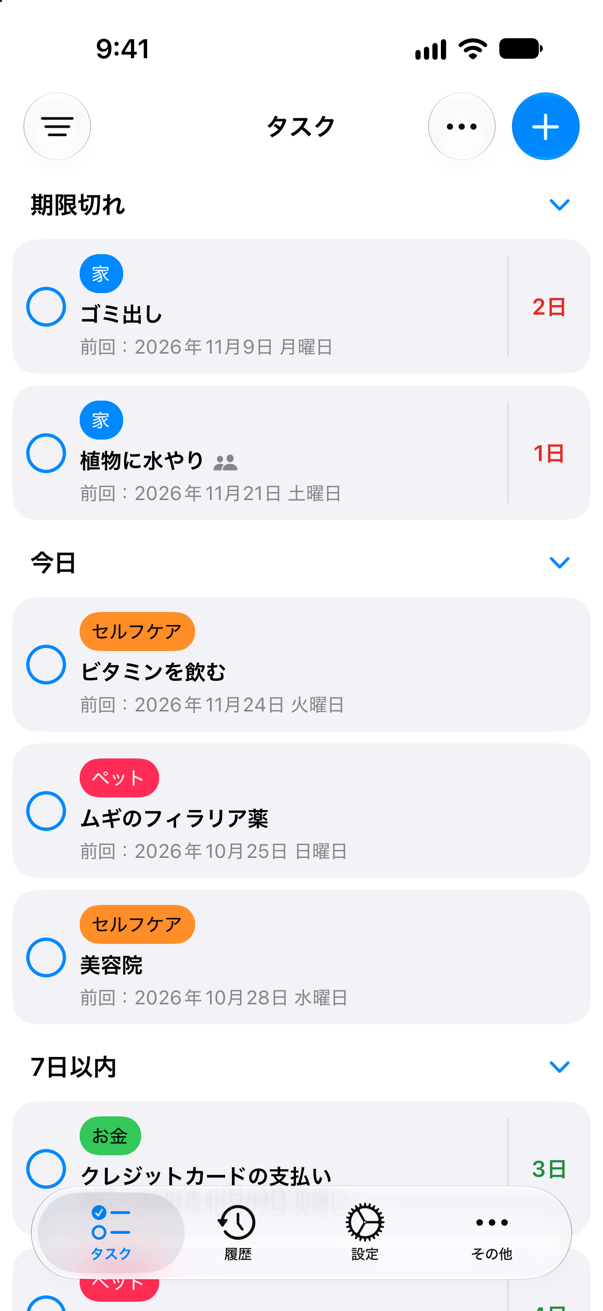 9:41
タスク
期限切れ
家
ゴミ出し
前回：2026年11月9日 月曜日
2日
家
植物に水やり
前回：2026年11月21日 土曜日
1日
今日
セルフケア
ビタミンを飲む
前回：2026年11月24日 火曜日
ペット
ムギのフィラリア薬
前回：2026年10月25日 日曜日
セルフケア
美容院
前回：2026年10月28日 水曜日
7日以内
お金
クレジットカードの支払い
3日
タスク
履歴
設定
その他
ペット